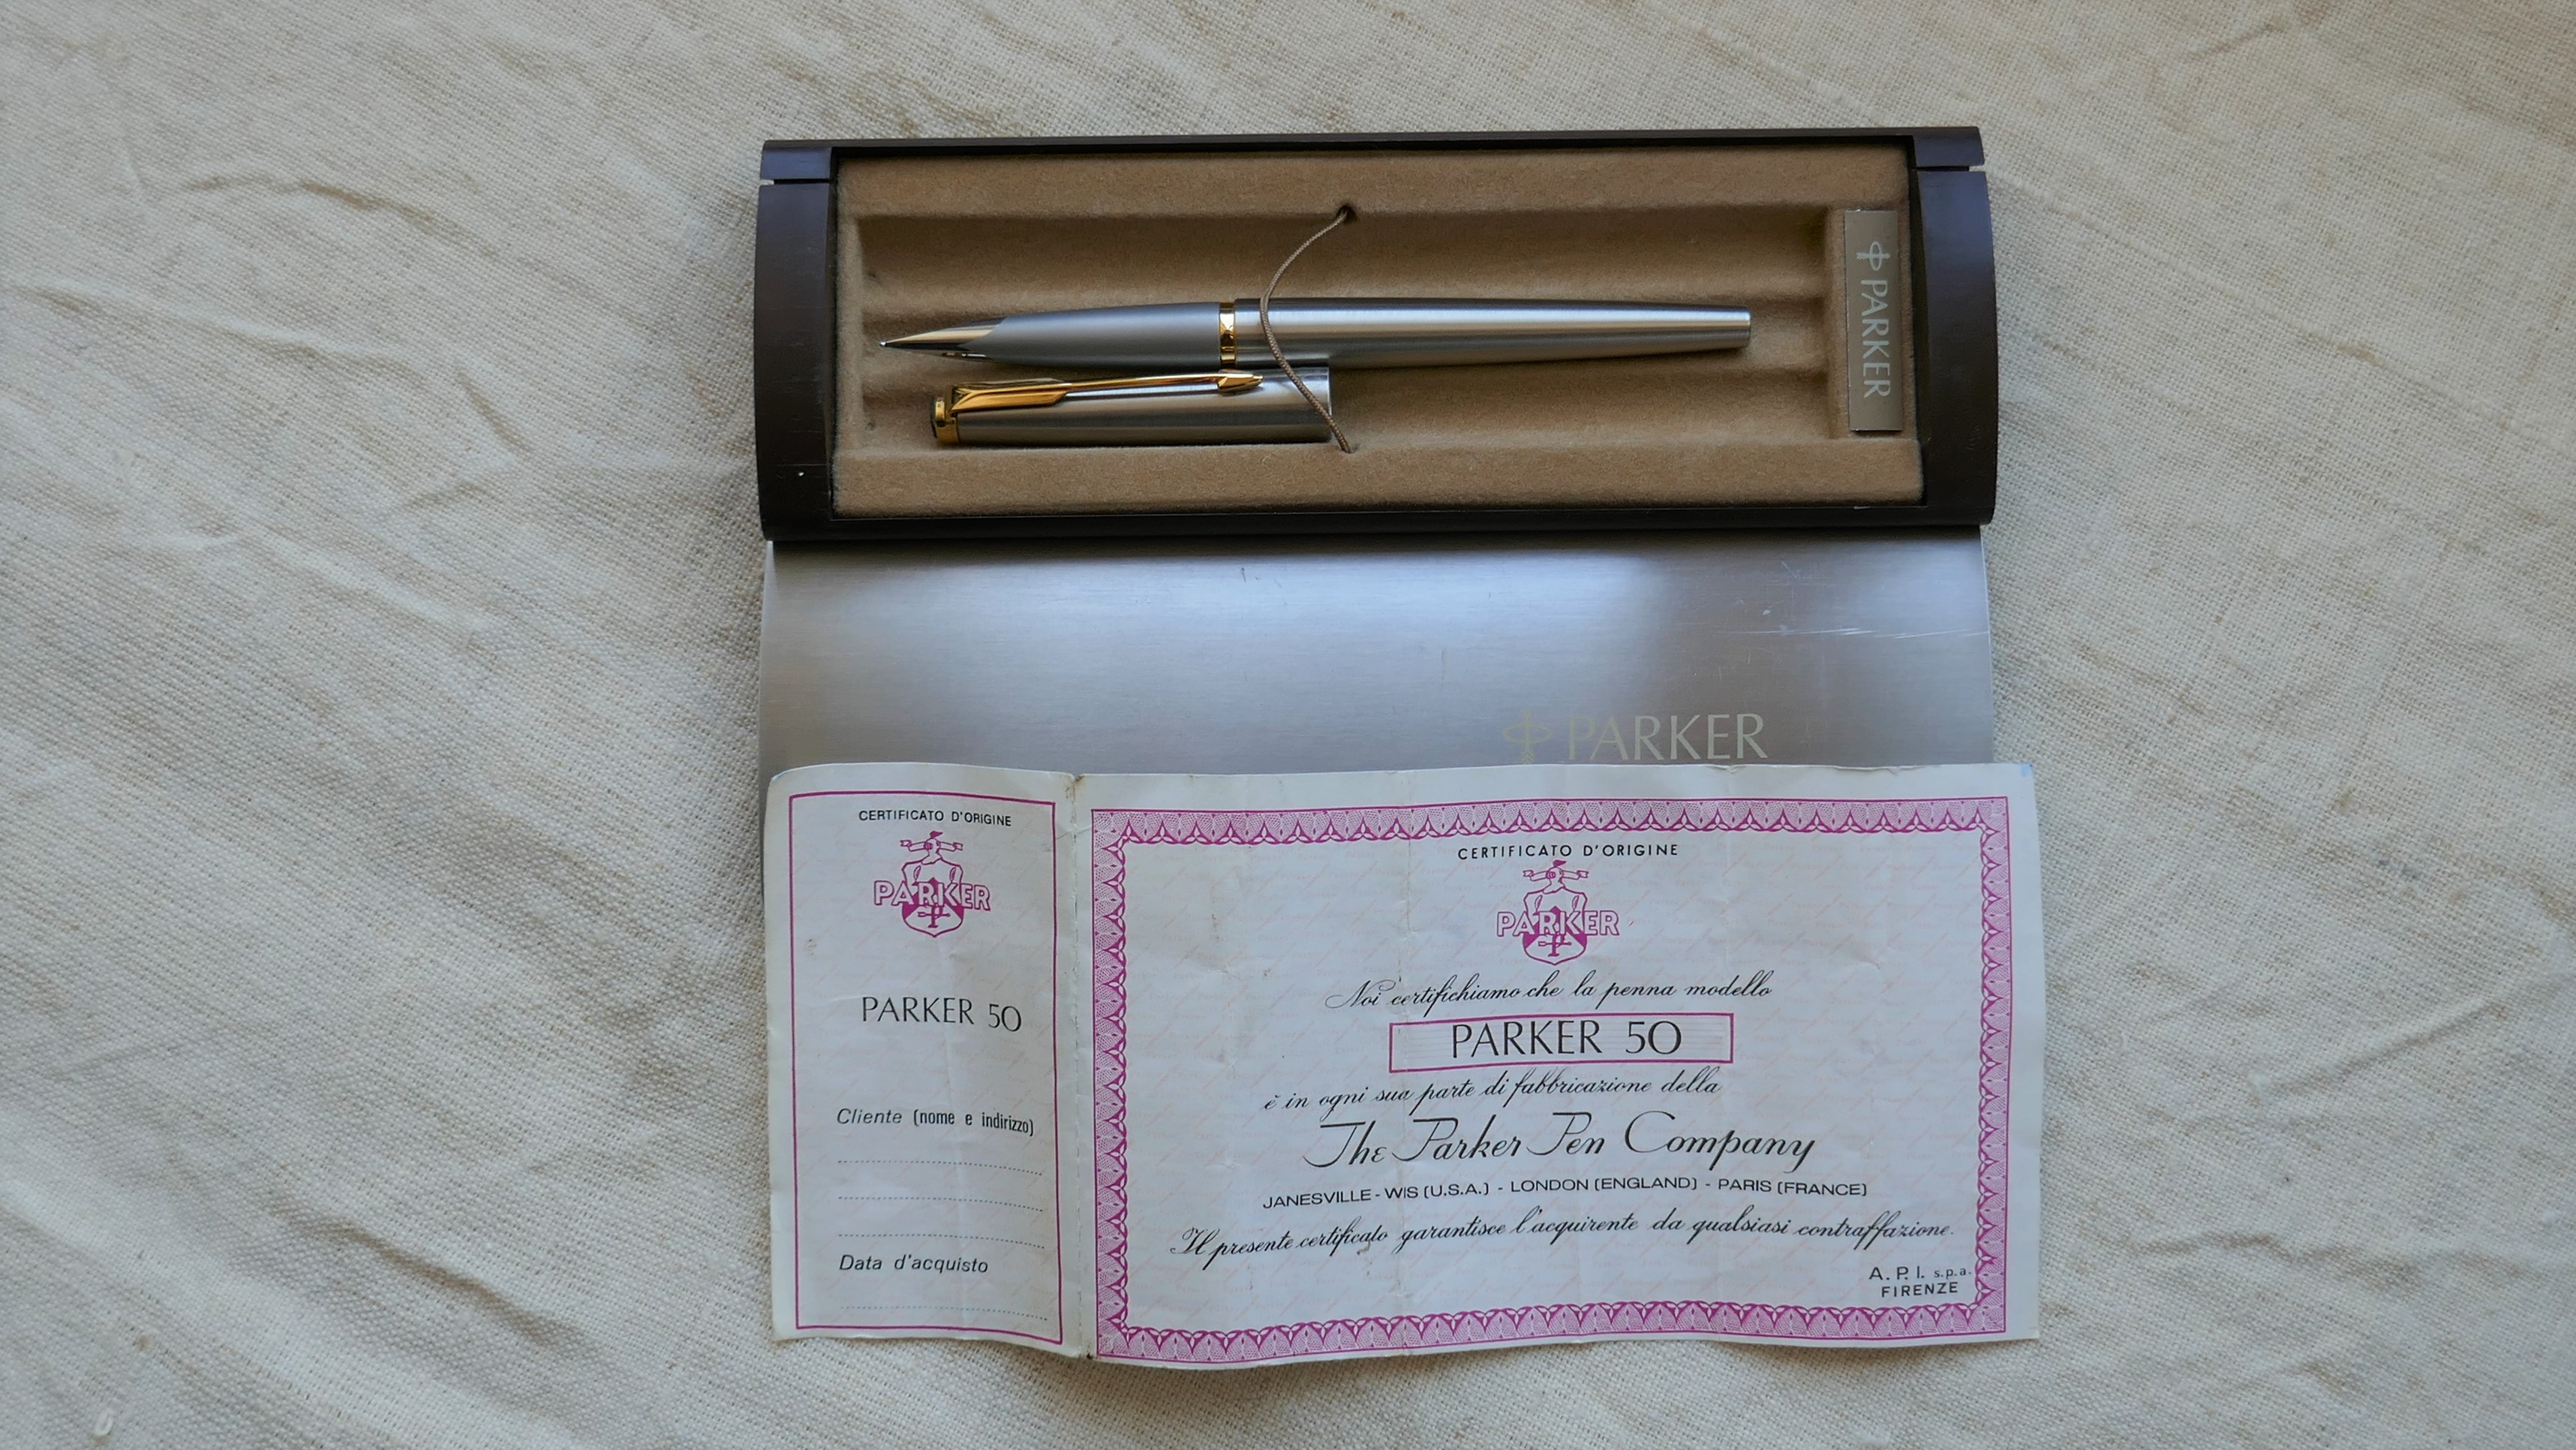 PARKER
PARKER
CERTIFICATO D'ORIGINE
PARKER
PARKER 50
Cliente (nome e indirizzo)
Data d'acquisto
CERTIFICATO D'ORIGINE
PARKER
Noi certifichiamo che la penna modello
PARKER 50
è in ogni sua parte di fabbricazione della
The Parker Pen Company
JANESVILLE - WIS (U.S.A.) - LONDON (ENGLAND) - PARIS (FRANCE)
Il presente certificato garantisce l'acquirente da qualsiasi contraffazione.
A. P. I. s.p.a.
FIRENZE